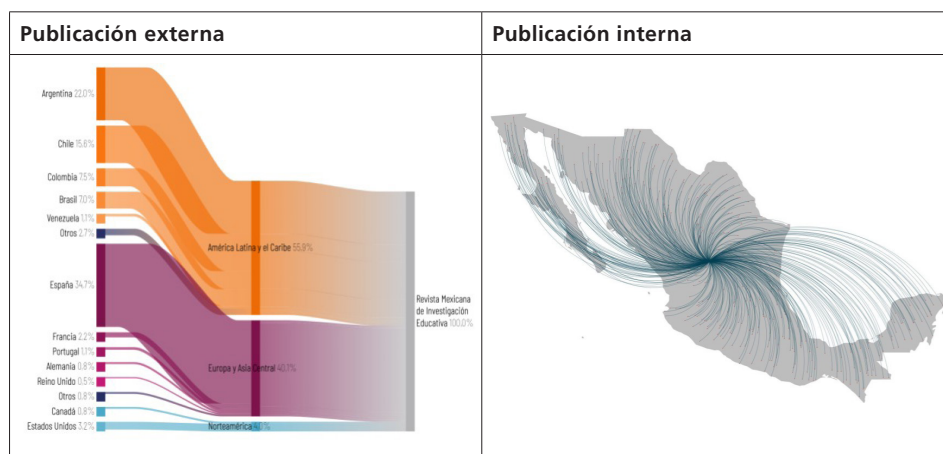 Publicación externa
Publicación interna
Argentina 22.0%
Chile 15.6%
Colombia 7.5%
Brasil 7.0%
Venezuela 1.1%
Otros 2.7%
América Latina y el Caribe 55.9%
España 34.7%
Revista Mexicana
de Investigación
Educativa 100.0%
Francia 2.2%
Portugal 1.1%
Alemania 0.8%
Europa y Asia Central 40.1%
Reino Unido 0.5%
Otros 0.8%
Canadá 0.8%
Estados Unidos 3.2%
Norteamérica 4.0%